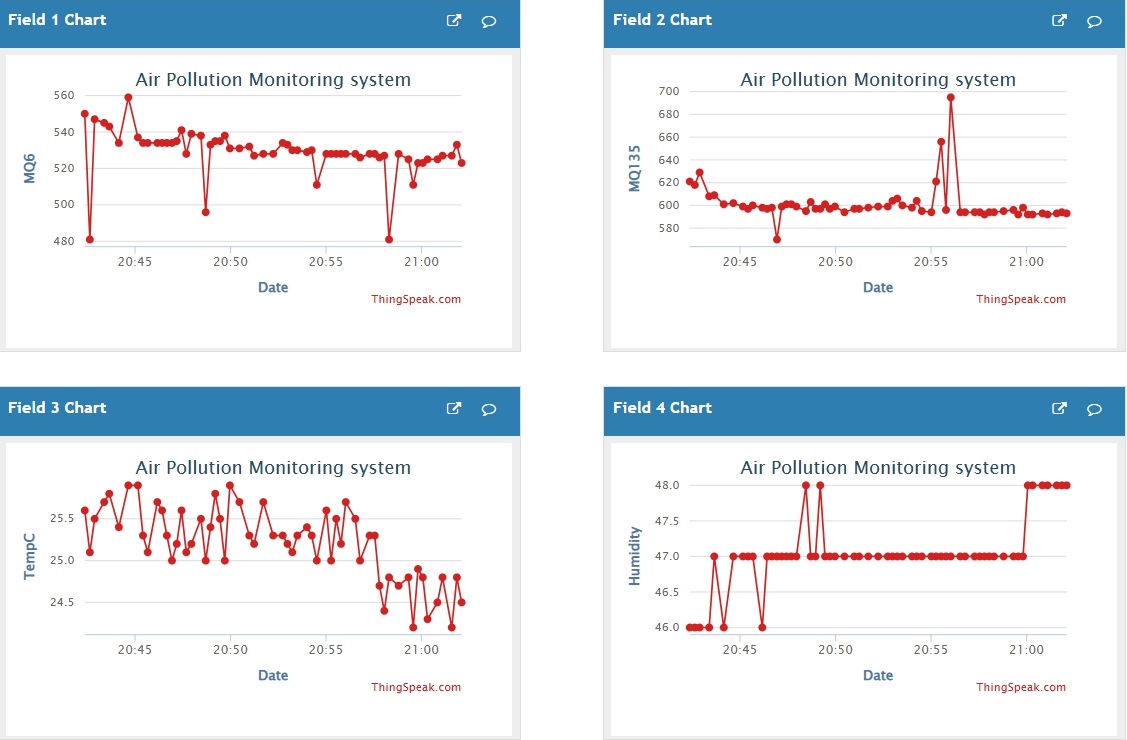 Field 1 Chart
Air Pollution Monitoring system
560
540
520
500
480
MQ6
20:45 20:50 20:55 21:00
Date
ThingSpeak.com
Field 2 Chart
Air Pollution Monitoring system
700
680
660
640
620
600
580
MQ135
20:45 20:50 20:55 21:00
Date
ThingSpeak.com
Field 3 Chart
Air Pollution Monitoring system
25.5
25.0
24.5
TempC
20:45 20:50 20:55 21:00
Date
ThingSpeak.com
Field 4 Chart
Air Pollution Monitoring system
48.0
47.5
47.0
46.5
46.0
Humidity
20:45 20:50 20:55 21:00
Date
ThingSpeak.com